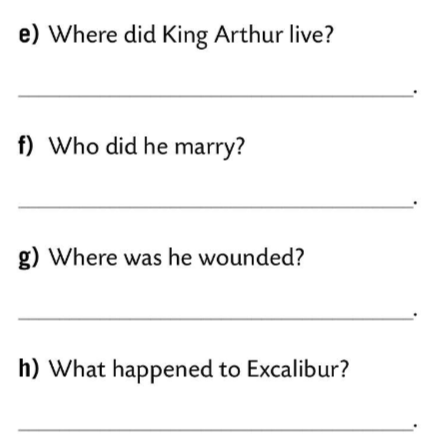 e) Where did King Arthur live?
.
f) Who did he marry?
.
g) Where was he wounded?
.
h) What happened to Excalibur?
.